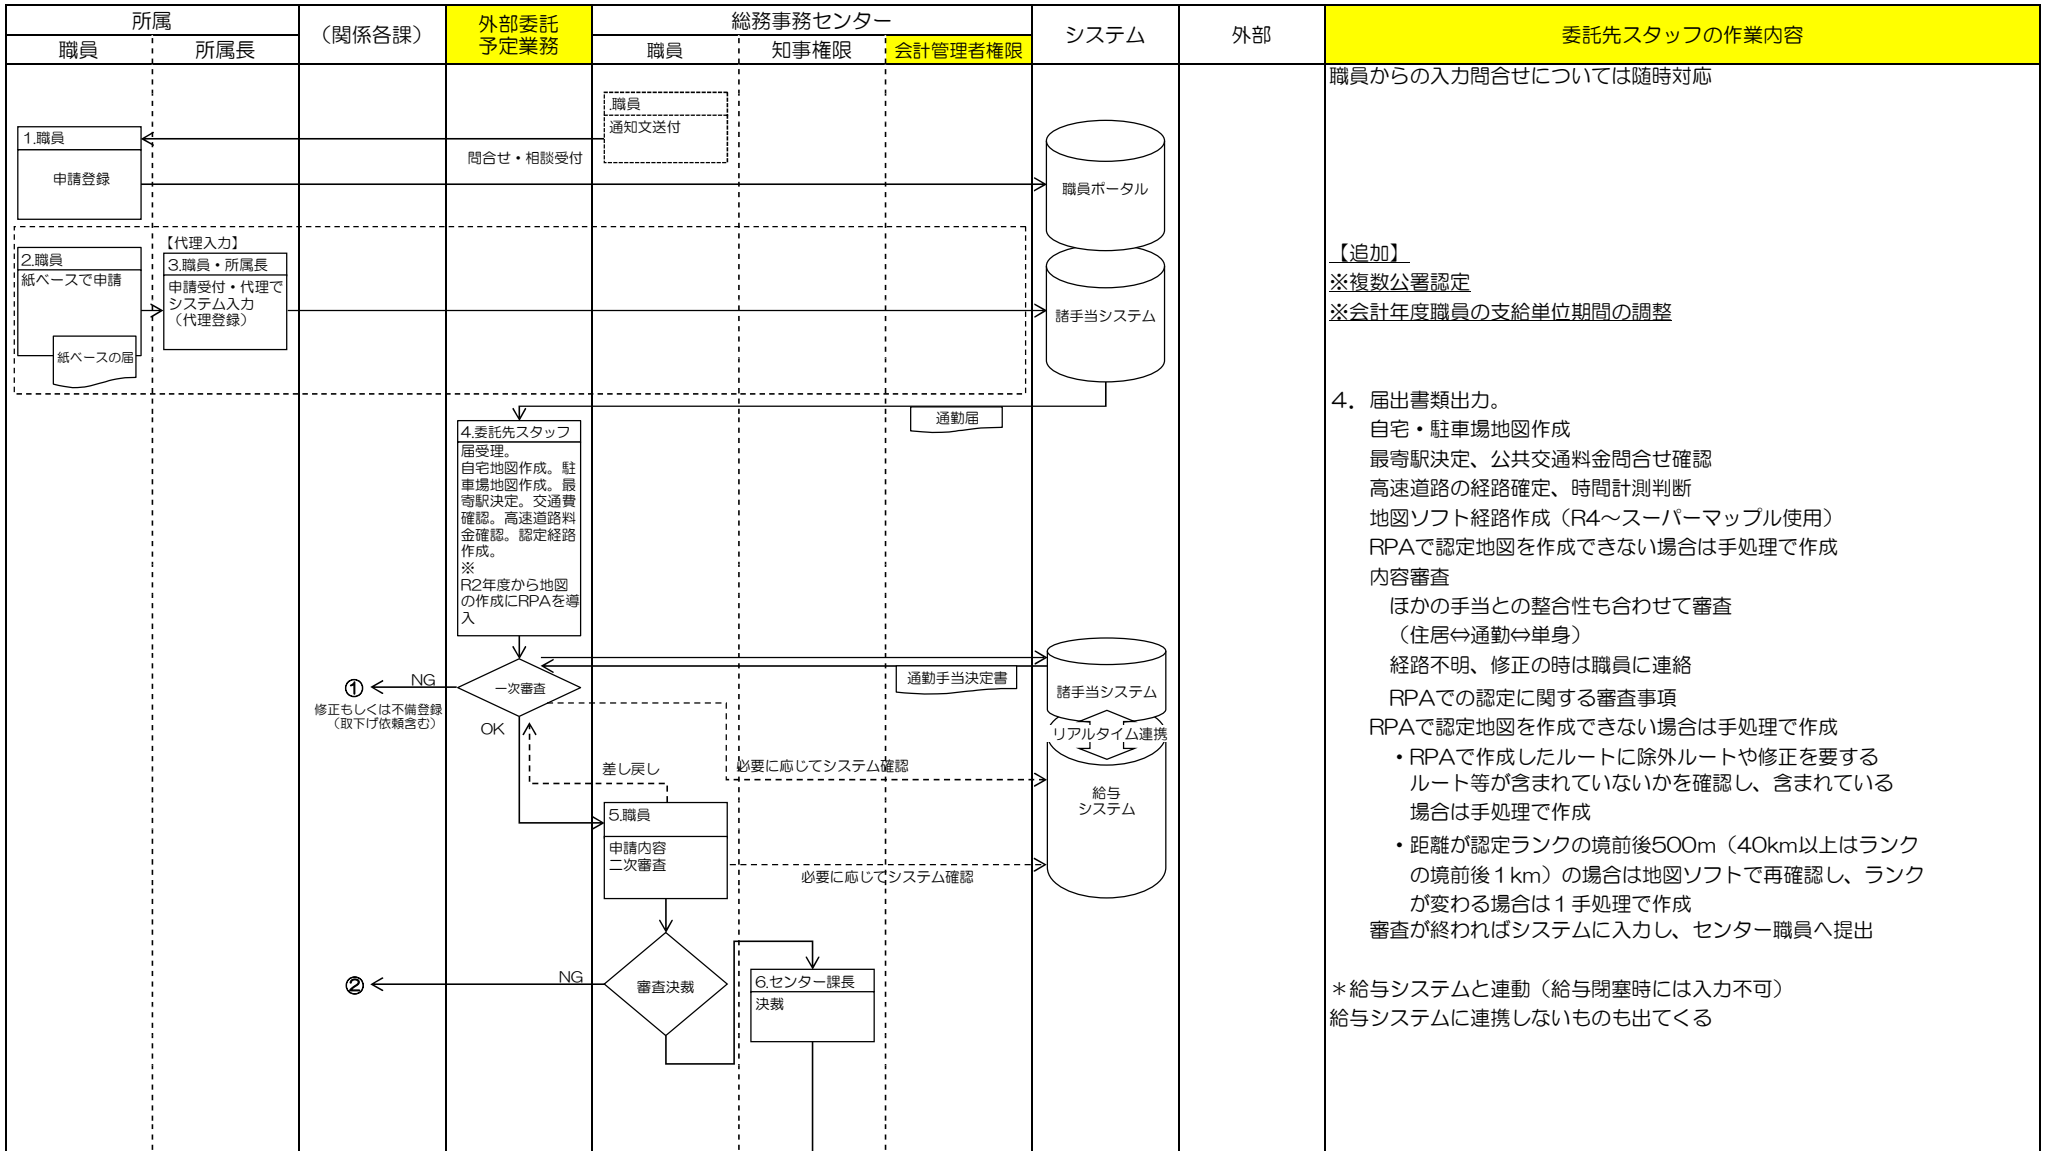 所属
職員
所属長
（関係各課）
外部委託
予定業務
総務事務センター
職員
知事権限
会計管理者権限
システム
外部
委託先スタッフの作業内容
.職員
通知文送付
1.職員
申請登録
問合せ・相談受付
職員ポータル
2.職員
紙ベースで申請
紙ベースの届
【代理入力】
3.職員・所属長
申請受付・代理で
システム入力
（代理登録）
諸手当システム
通勤届
4.委託先スタッフ
届受理。
自宅地図作成。駐
車場地図作成。最
寄駅決定。交通費
確認。高速道路料
金確認。認定経路
作成。
※
R2年度から地図
の作成にRPAを導
入
一次審査
NG
①
修正もしくは不備登録
（取下げ依頼含む）
OK
通勤手当決定書
諸手当システム
リアルタイム連携
給与
システム
差し戻し
必要に応じてシステム確認
5.職員
申請内容
二次審査
必要に応じてシステム確認
審査決裁
NG
②
6.センター課長
決裁
職員からの入力問合せについては随時対応
【追加】
※複数公署認定
※会計年度職員の支給単位期間の調整
４．届出書類出力。
自宅・駐車場地図作成
最寄駅決定、公共交通料金問合せ確認
高速道路の経路確定、時間計測判断
地図ソフト経路作成（R4～スーパーマップル使用）
RPAで認定地図を作成できない場合は手処理で作成
内容審査
ほかの手当との整合性も合わせて審査
（住居⇔通勤⇔単身）
経路不明、修正の時は職員に連絡
RPAでの認定に関する審査事項
RPAで認定地図を作成できない場合は手処理で作成
・RPAで作成したルートに除外ルートや修正を要する
ルート等が含まれていないかを確認し、含まれている
場合は手処理で作成
・距離が認定ランクの境前後500m（40km以上はランク
の境前後１km）の場合は地図ソフトで再確認し、ランク
が変わる場合は１手処理で作成
審査が終わればシステムに入力し、センター職員へ提出
＊給与システムと連動（給与閉塞時には入力不可）
給与システムに連携しないものも出てくる